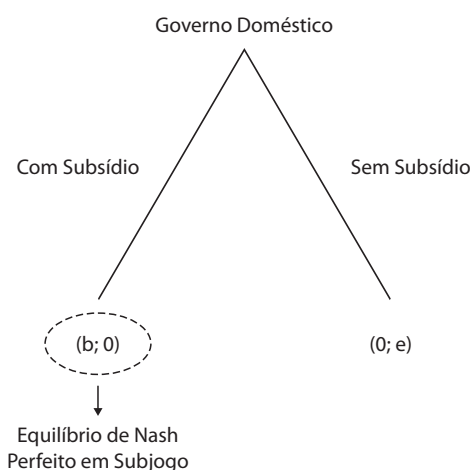 Governo Doméstico
Com Subsídio
Sem Subsídio
(b; 0)
(0; e)
Equilíbrio de Nash
Perfeito em Subjogo